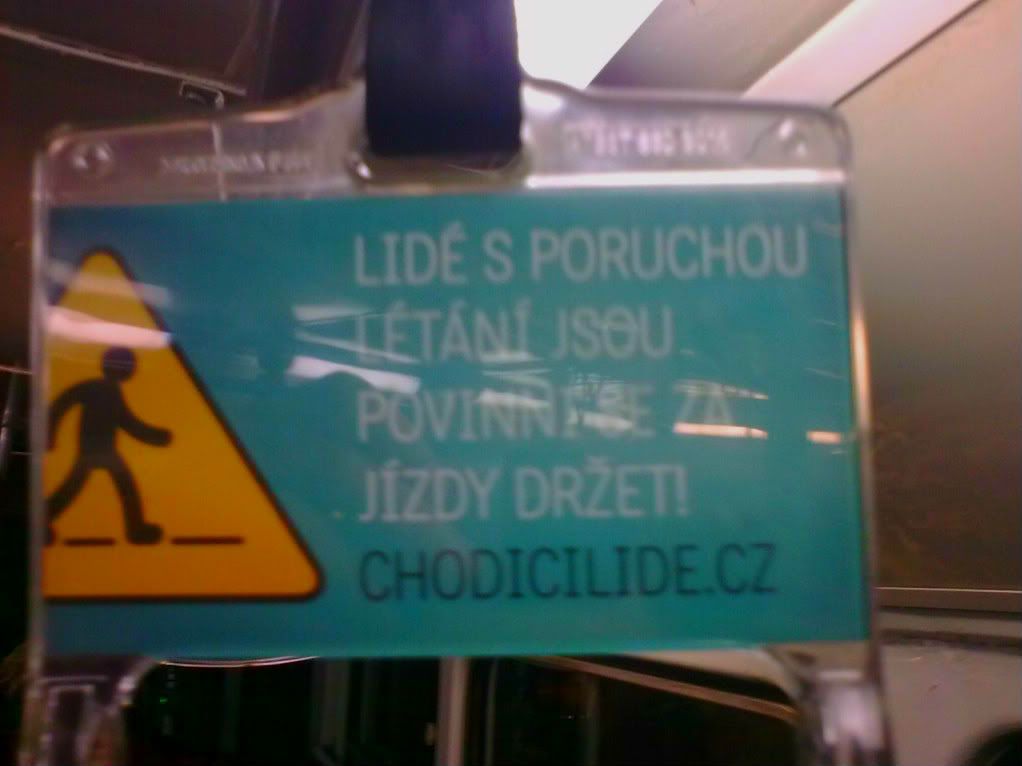 LIDÉ S PORUCHOU
LÉTÁNÍ JSOU
POVINNI SE ZA
JÍZDY DRŽET!
CHODICILIDE.CZ